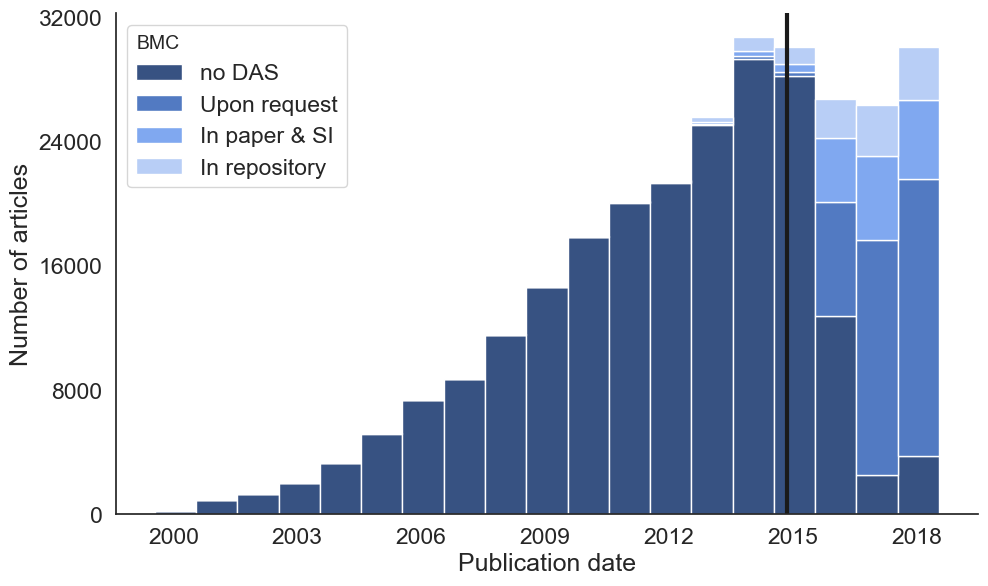 BMC
no DAS
Upon request
In paper & SI
In repository
Number of articles
32000
24000
16000
8000
0
2000 2003 2006 2009 2012 2015 2018
Publication date